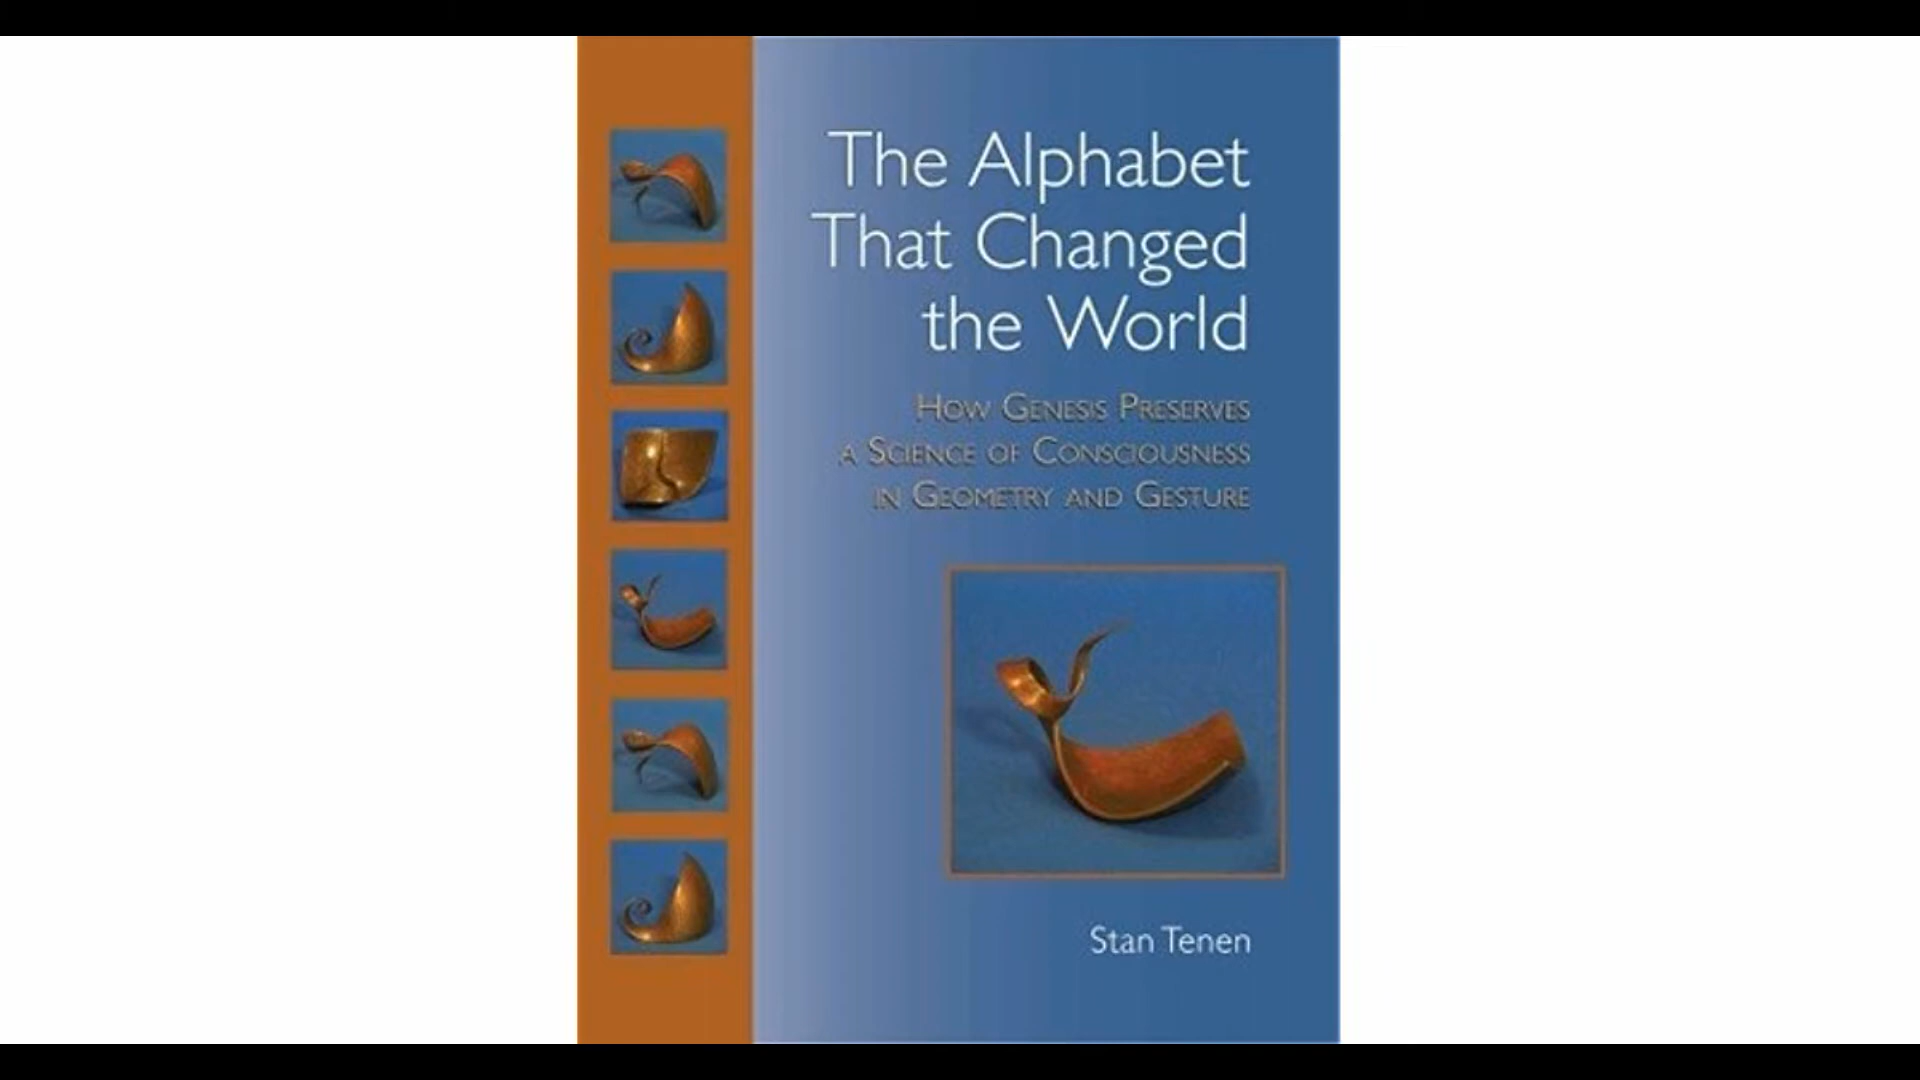 The Alphabet
That Changed
the World
How Genesis Preserves
a Science of Consciousness
in Geometry and Gesture
Stan Tenen